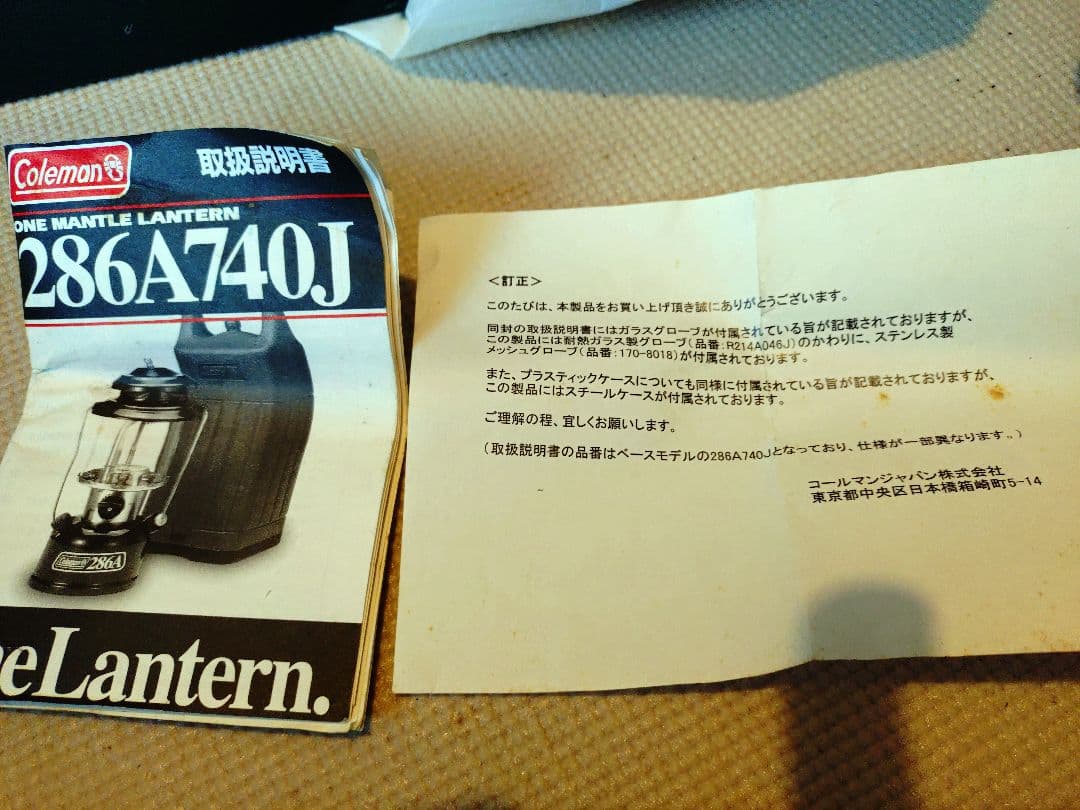 Coleman
取扱説明書
ONE MANTLE LANTERN
286A740J
Coleman 286A
eLantern.
<訂正>
このたびは、本製品をお買い上げ頂き誠にありがとうございます。
同封の取扱説明書にはガラスグローブが付属されている旨が記載されておりますが、
この製品には耐熱ガラス製グローブ(品番:R214A046J)のかわりに、ステンレス製
メッシュグローブ(品番:170-8018)が付属されております。
また、プラスティックケースについても同様に付属されている旨が記載されておりますが、
この製品にはスチールケースが付属されております。
ご理解の程、宜しくお願いします。
(取扱説明書の品番はベースモデルの286A740Jとなっており、仕様が一部異なります。)
コールマンジャパン株式会社
東京都中央区日本橋箱崎町5-14